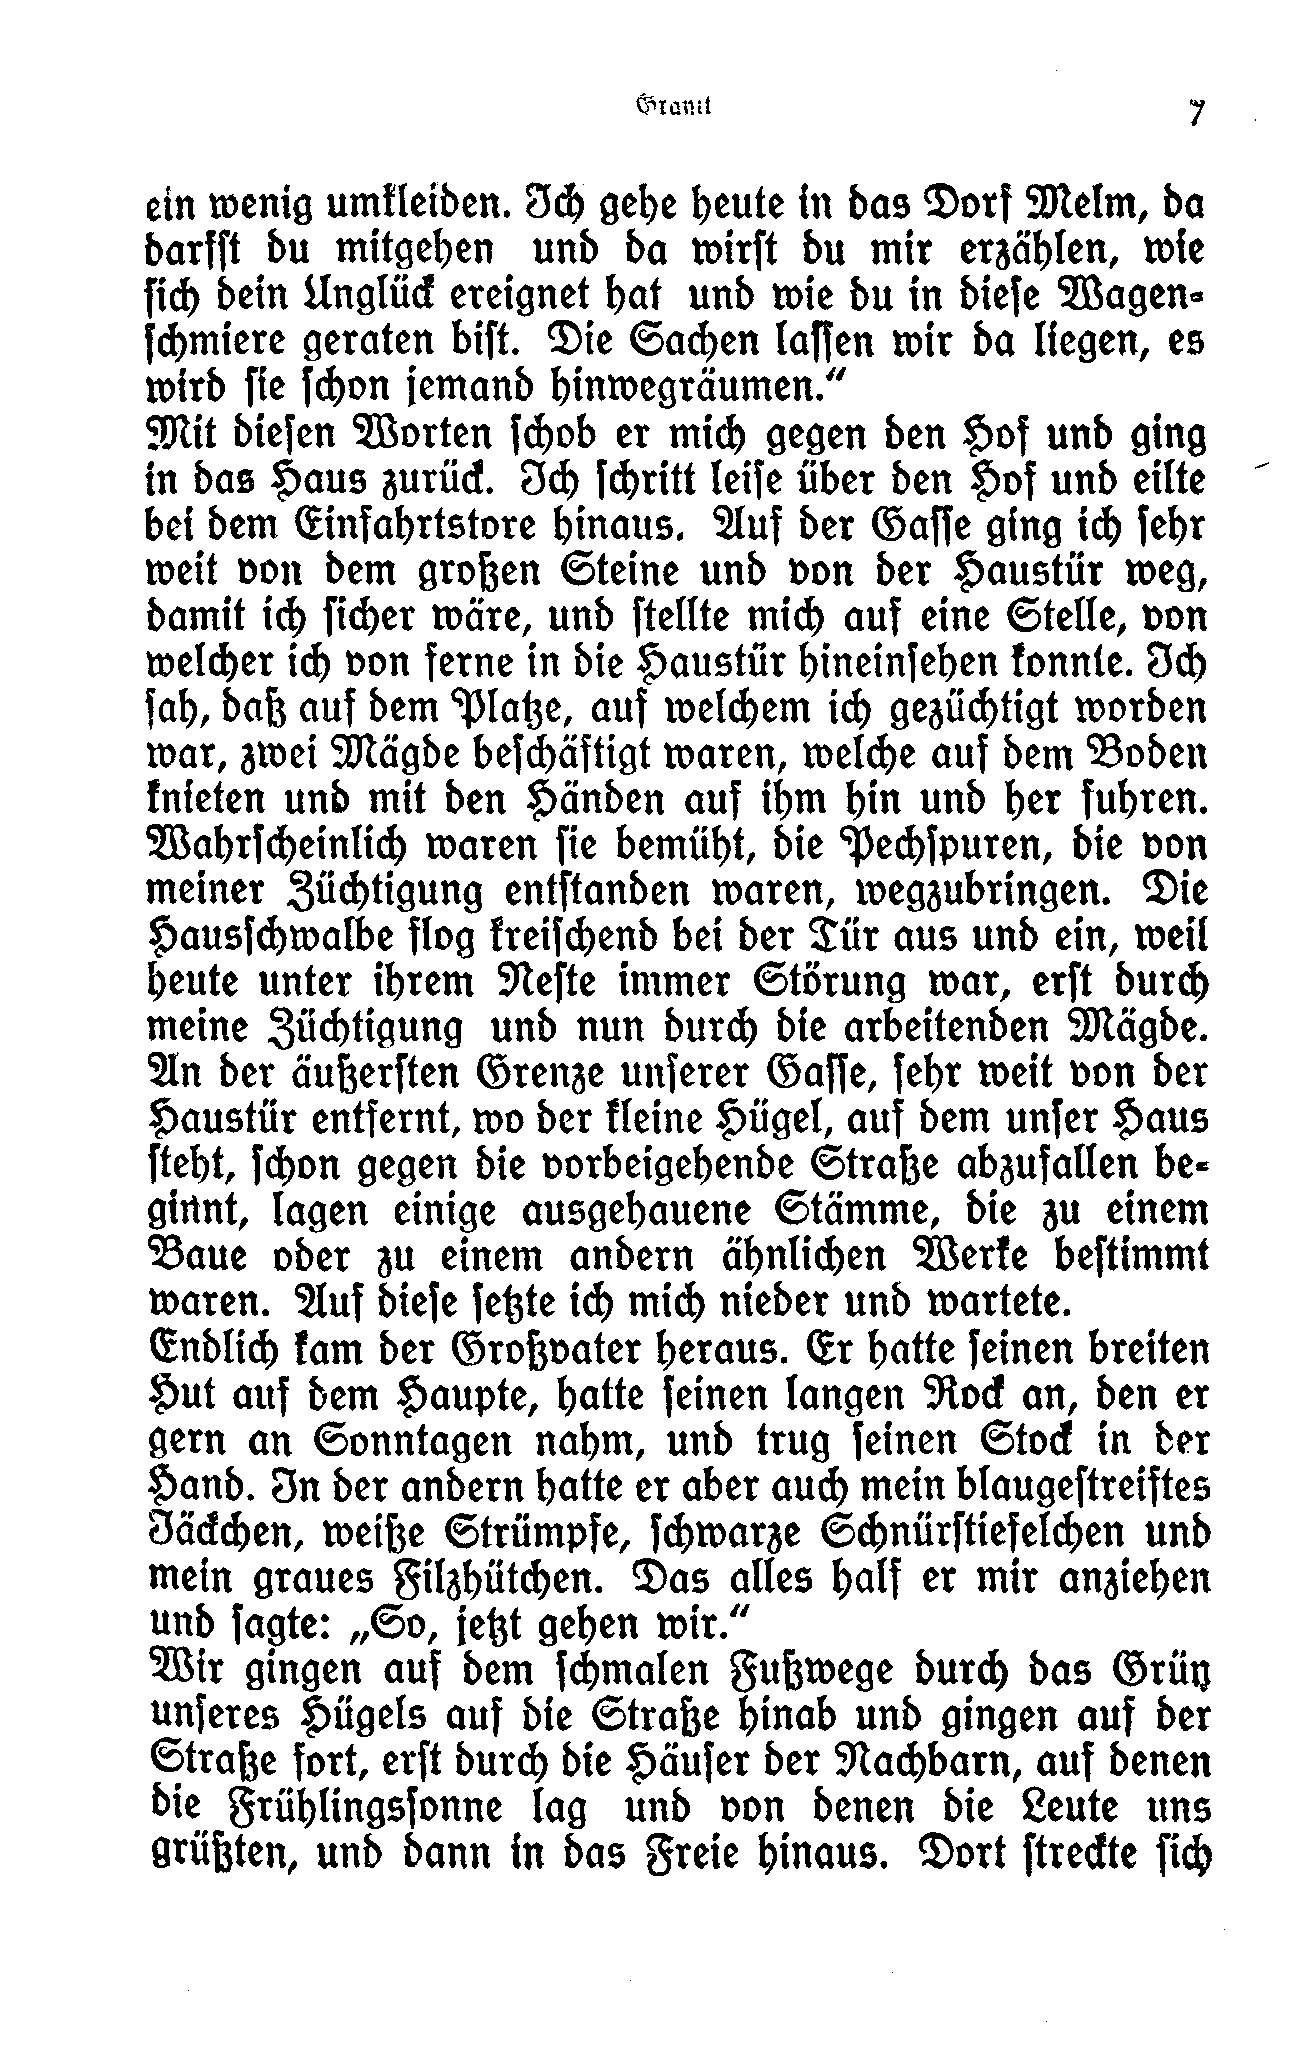 Granit 7
ein wenig umkleiden. Ich gehe heute in das Dorf Melm, da
darfst du mitgehen und da wirst du mir erzählen, wie
sich dein Unglück ereignet hat und wie du in diese Wagen-
schmiere geraten bist. Die Sachen lassen wir da liegen, es
wird sie schon jemand hinwegräumen.“
Mit diesen Worten schob er mich gegen den Hof und ging
in das Haus zurück. Ich schritt leise über den Hof und eilte
bei dem Einfahrtstore hinaus. Auf der Gasse ging ich sehr
weit von dem großen Steine und von der Haustür weg,
damit ich sicher wäre, und stellte mich auf eine Stelle, von
welcher ich von ferne in die Haustür hineinsehen konnte. Ich
sah, daß auf dem Platze, auf welchem ich gezüchtigt worden
war, zwei Mägde beschäftigt waren, welche auf dem Boden
knieten und mit den Händen auf ihm hin und her fuhren.
Wahrscheinlich waren sie bemüht, die Pechspuren, die von
meiner Züchtigung entstanden waren, wegzubringen. Die
Hausschwalbe flog kreischend bei der Tür aus und ein, weil
heute unter ihrem Neste immer Störung war, erst durch
meine Züchtigung und nun durch die arbeitenden Mägde.
An der äußersten Grenze unserer Gasse, sehr weit von der
Haustür entfernt, wo der kleine Hügel, auf dem unser Haus
steht, schon gegen die vorbeigehende Straße abzufallen be-
ginnt, lagen einige ausgehauene Stämme, die zu einem
Baue oder zu einem andern ähnlichen Werke bestimmt
waren. Auf diese setzte ich mich nieder und wartete.
Endlich kam der Großvater heraus. Er hatte seinen breiten
Hut auf dem Haupte, hatte seinen langen Rock an, den er
gern an Sonntagen nahm, und trug seinen Stock in der
Hand. In der andern hatte er aber auch mein blaugestreiftes
Jäckchen, weiße Strümpfe, schwarze Schnürstiefelchen und
mein graues Filzhütchen. Das alles half er mir anziehen
und sagte: „So, jetzt gehen wir.“
Wir gingen auf dem schmalen Fußwege durch das Grün
unseres Hügels auf die Straße hinab und gingen auf der
Straße fort, erst durch die Häuser der Nachbarn, auf denen
die Frühlingssonne lag und von denen die Leute uns
grüßten, und dann in das Freie hinaus. Dort streckte sich